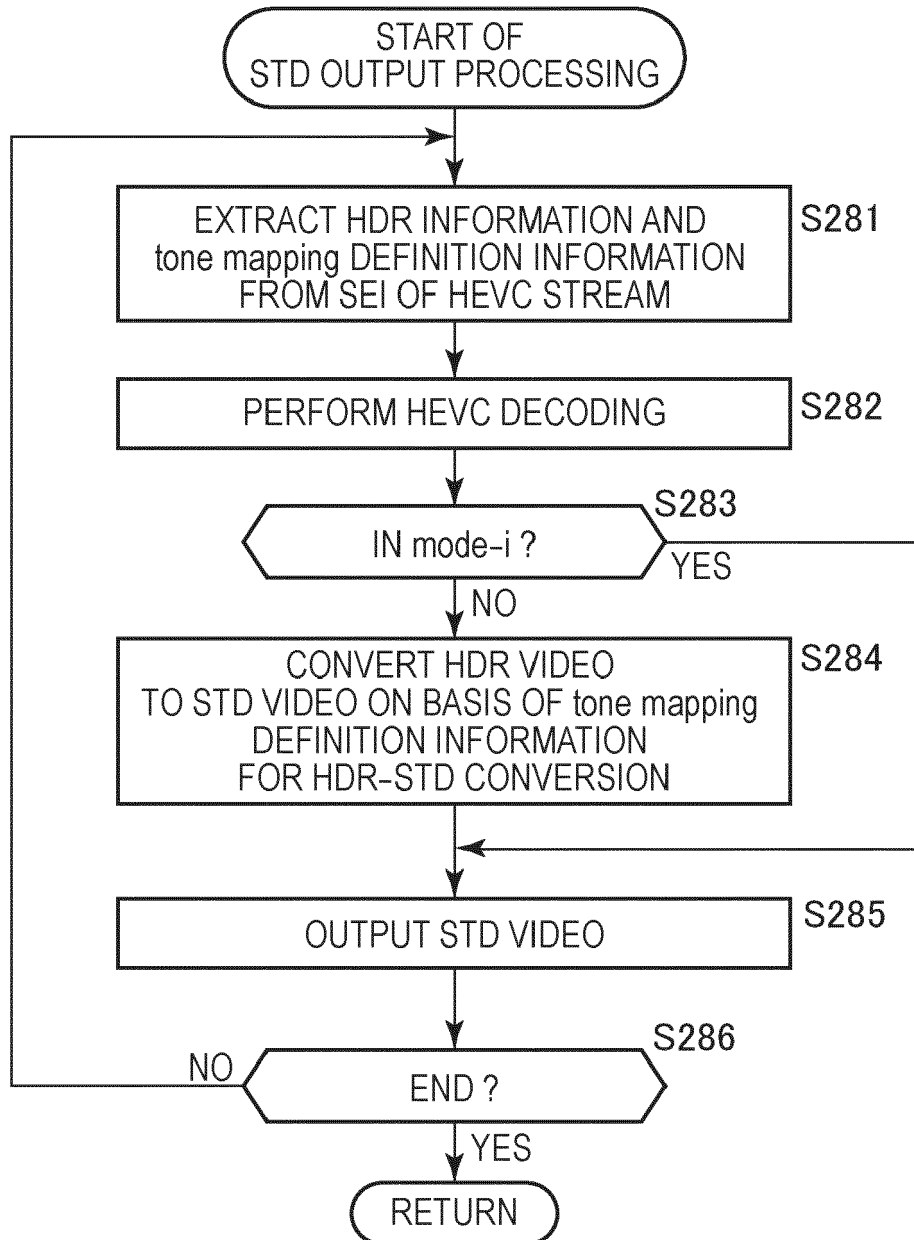 START OF
STD OUTPUT PROCESSING
EXTRACT HDR INFORMATION AND
tone mapping DEFINITION INFORMATION
FROM SEI OF HEVC STREAM
S281
PERFORM HEVC DECODING
S282
IN mode-i ?
S283
YES
NO
CONVERT HDR VIDEO
TO STD VIDEO ON BASIS OF tone mapping
DEFINITION INFORMATION
FOR HDR-STD CONVERSION
S284
OUTPUT STD VIDEO
S285
END ?
S286
NO
YES
RETURN